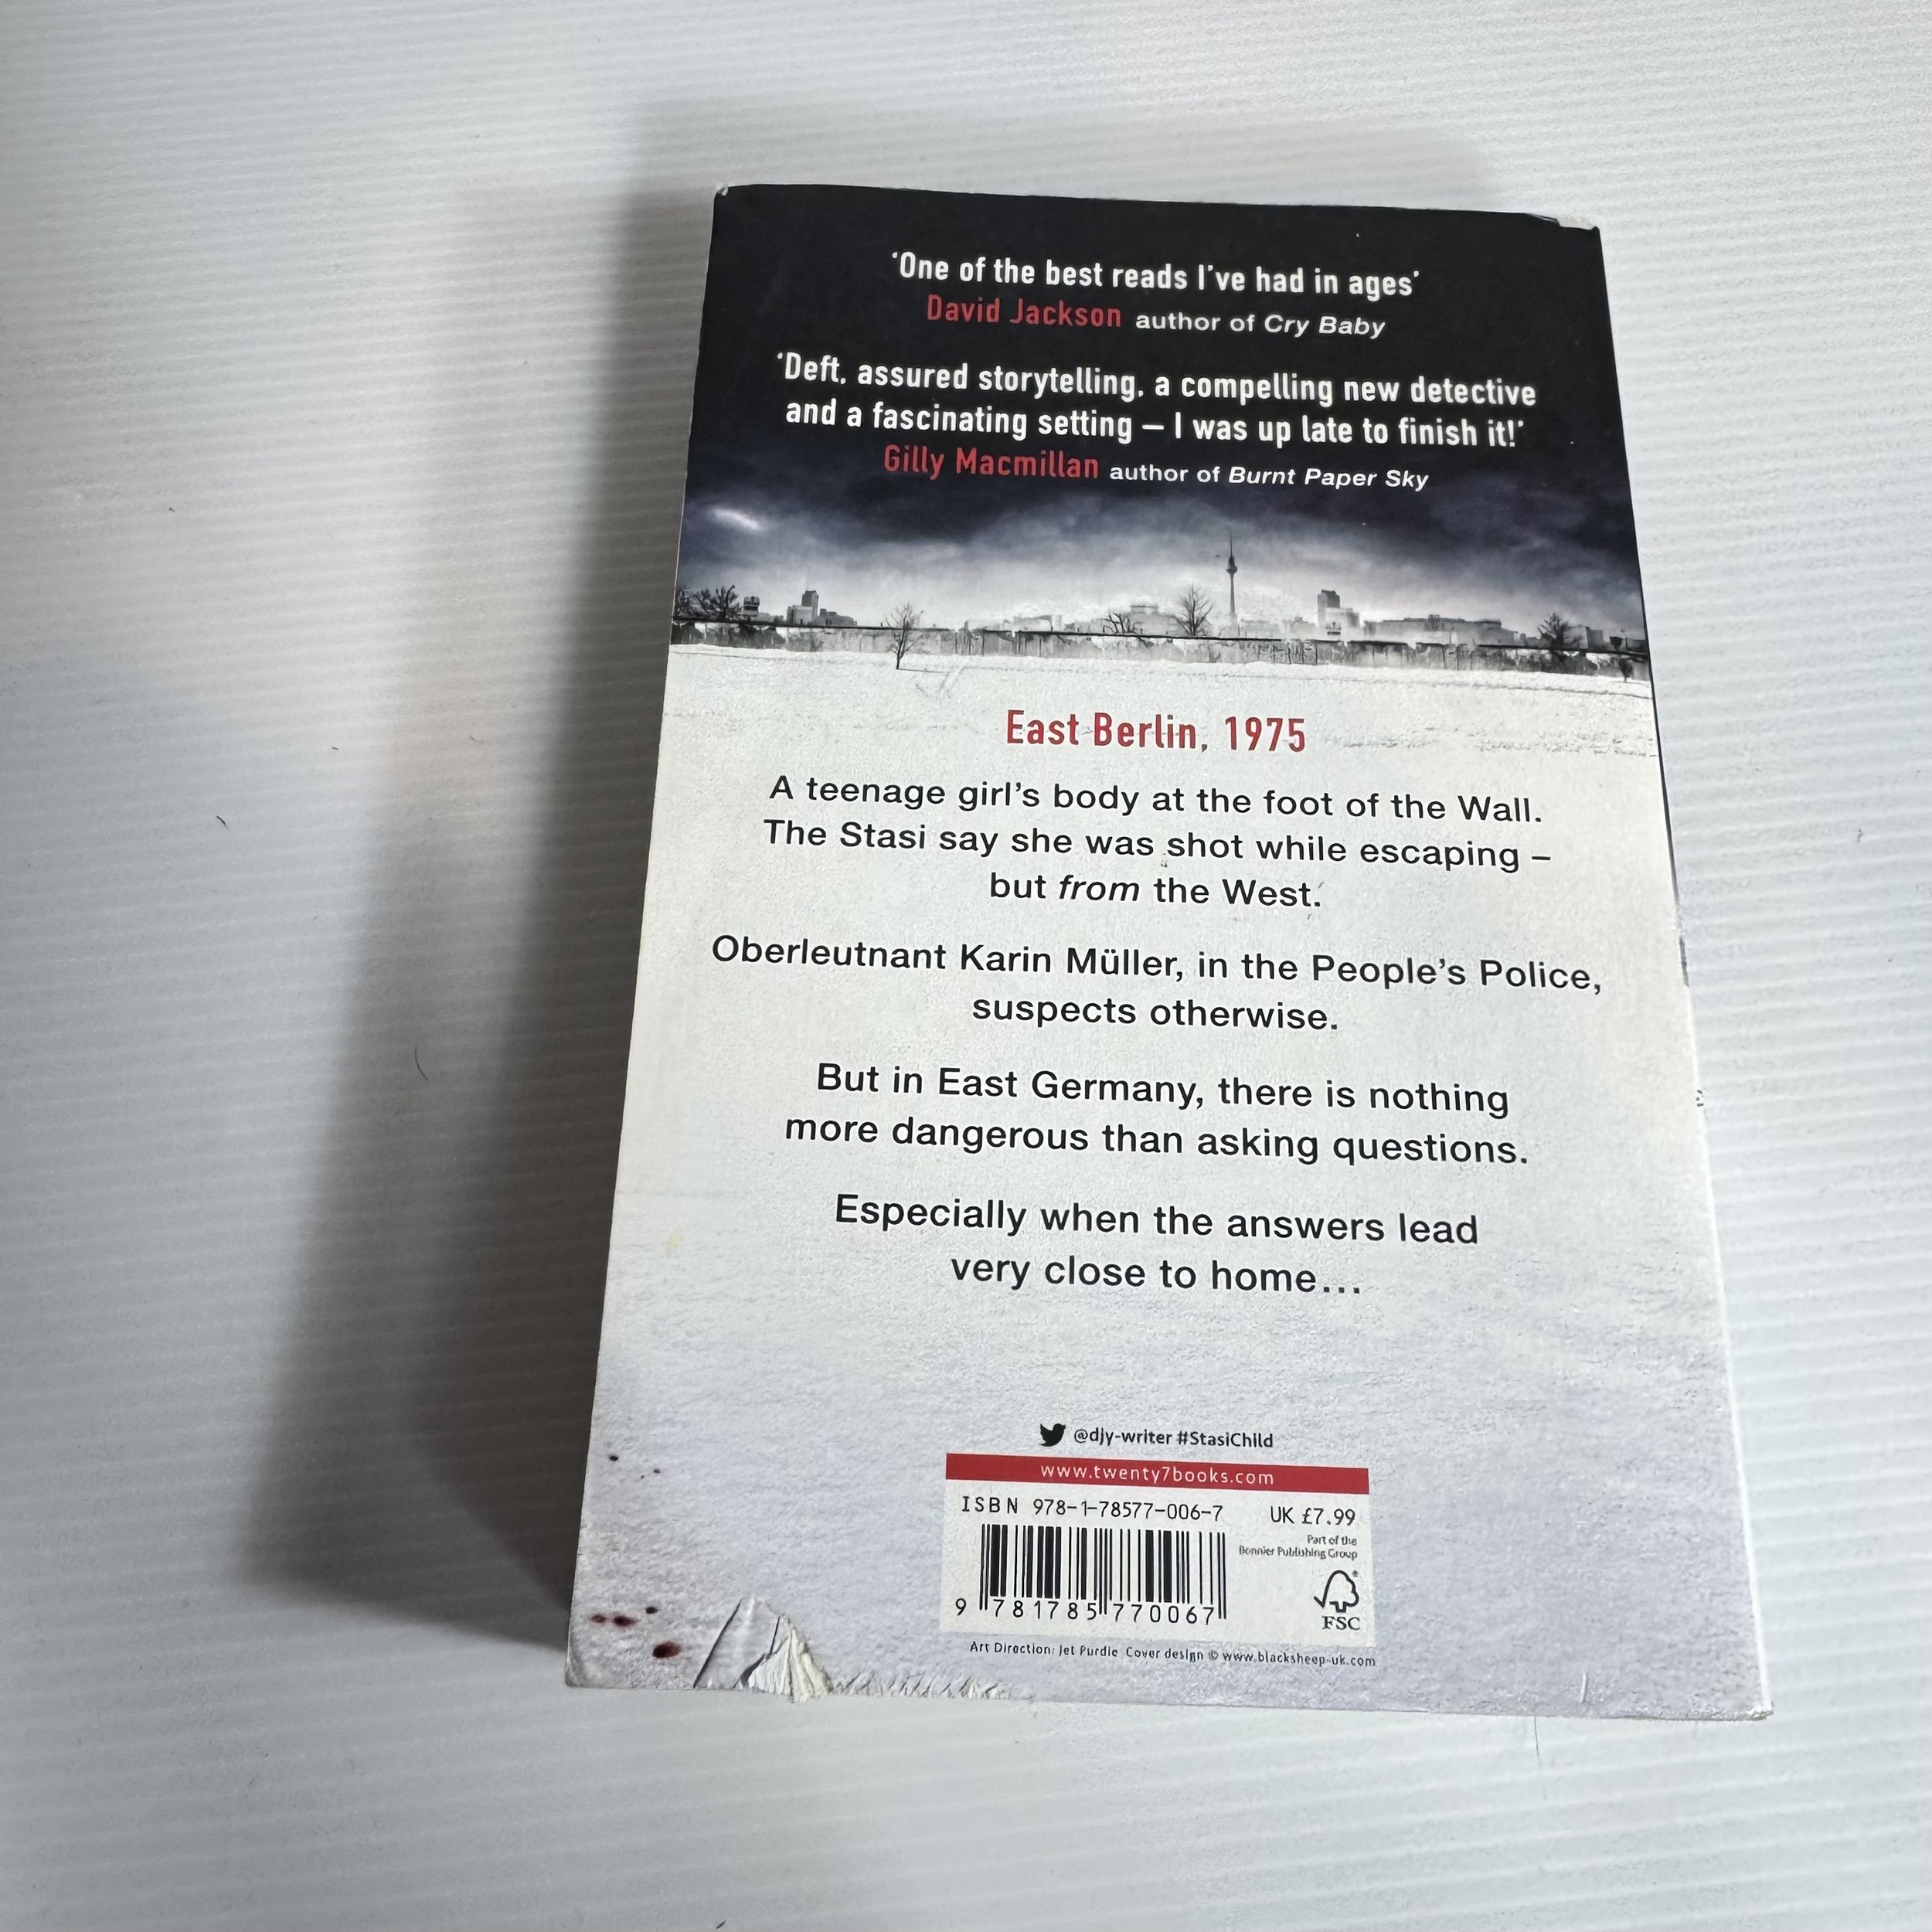 ‘One of the best reads I’ve had in ages’
David Jackson author of Cry Baby
‘Deft, assured storytelling, a compelling new detective
and a fascinating setting – I was up late to finish it!’
Gilly Macmillan author of Burnt Paper Sky
East Berlin, 1975
A teenage girl’s body at the foot of the Wall.
The Stasi say she was shot while escaping –
but from the West.
Oberleutnant Karin Müller, in the People’s Police,
suspects otherwise.
But in East Germany, there is nothing
more dangerous than asking questions.
Especially when the answers lead
very close to home…
@djy-writer #StasiChild
www.twenty7books.com
ISBN 978-1-78577-006-7 UK £7.99
Part of the
Bonnier Publishing Group
9 781785 770067
FSC
Art Direction: Jet Purdie Cover design © www.blacksheep-uk.com